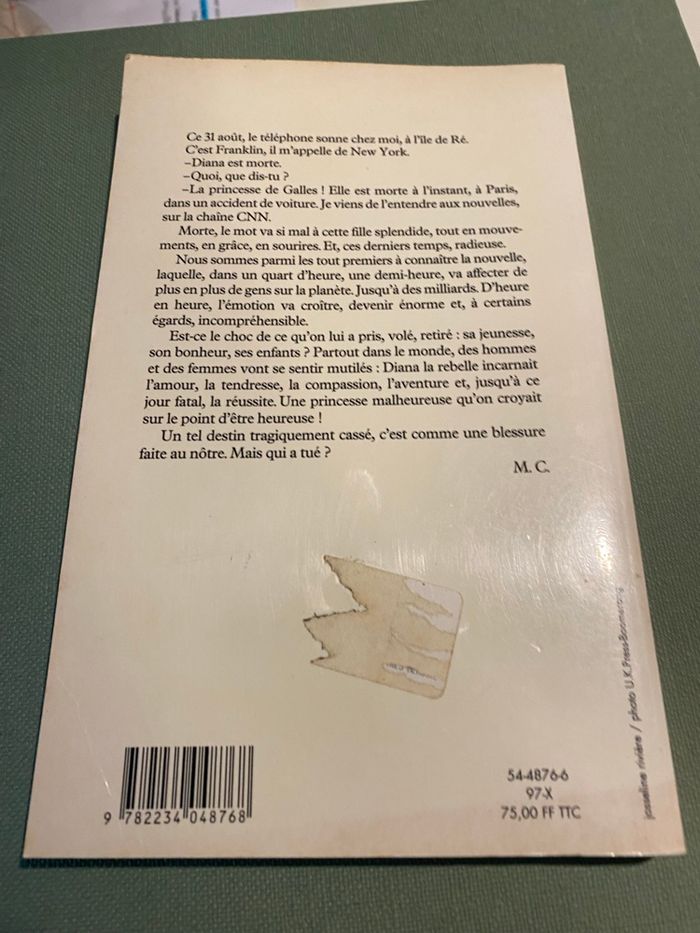 Ce 31 août, le téléphone sonne chez moi, à l'île de Ré.
C'est Franklin, il m'appelle de New York.
–Diana est morte.
–Quoi, que dis-tu ?
–La princesse de Galles ! Elle est morte à l'instant, à Paris,
dans un accident de voiture. Je viens de l'entendre aux nouvelles,
sur la chaîne CNN.
Morte, le mot va si mal à cette fille splendide, tout en mouve-
ments, en grâce, en sourires. Et, ces derniers temps, radieuse.
Nous sommes parmi les tout premiers à connaître la nouvelle,
laquelle, dans un quart d'heure, une demi-heure, va affecter de
plus en plus de gens sur la planète. Jusqu'à des milliards. D'heure
en heure, l'émotion va croître, devenir énorme et, à certains
égards, incompréhensible.
Est-ce le choc de ce qu'on lui a pris, volé, retiré : sa jeunesse,
son bonheur, ses enfants ? Partout dans le monde, des hommes
et des femmes vont se sentir mutilés : Diana la rebelle incarnait
l'amour, la tendresse, la compassion, l'aventure et, jusqu'à ce
jour fatal, la réussite. Une princesse malheureuse qu'on croyait
sur le point d'être heureuse !
Un tel destin tragiquement cassé, c'est comme une blessure
faite au nôtre. Mais qui a tué ?
M. C.
josseline rivière / photo U.K.Press-Boomerang
9 782234 048768
54-4876-6
97-X
75,00 FF TTC